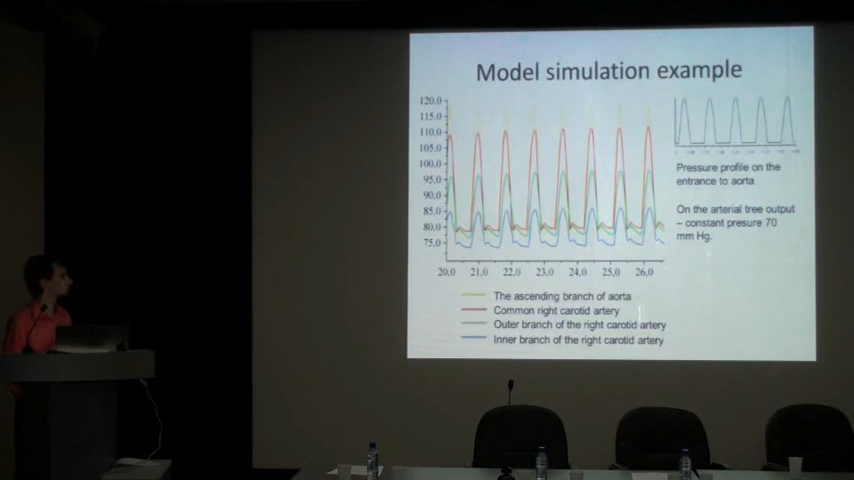 Model simulation example
120,0
115,0
110,0
105,0
100,0
95,0
90,0
85,0
80,0
75,0
20,0 21,0 22,0 23,0 24,0 25,0 26,0
The ascending branch of aorta
Common right carotid artery
Outer branch of the right carotid artery
Inner branch of the right carotid artery
Pressure profile on the
entrance to aorta
On the arterial tree output
– constant presure 70
mm Hg.